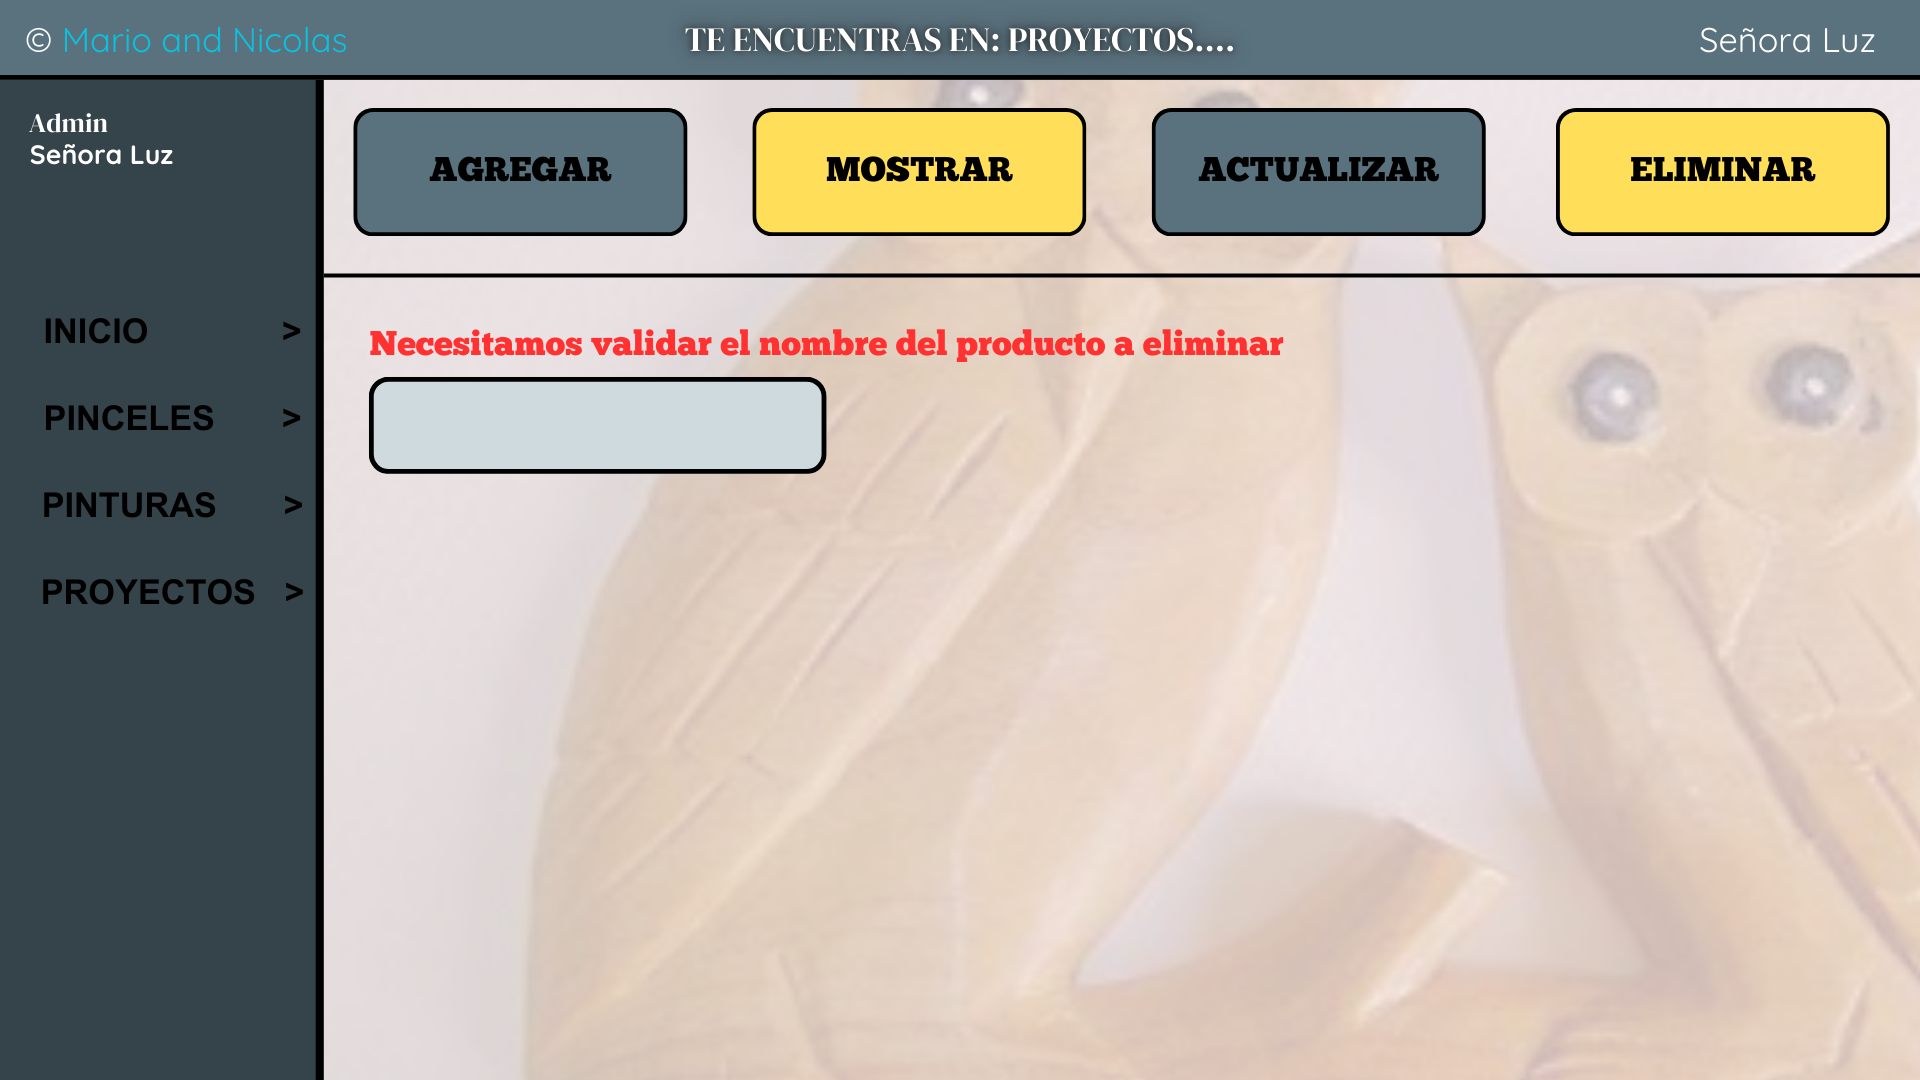 © Mario and Nicolas
TE ENCUENTRAS EN: PROYECTOS....
Señora Luz
Admin
Señora Luz
AGREGAR
MOSTRAR
ACTUALIZAR
ELIMINAR
INICIO >
PINCELES >
PINTURAS >
PROYECTOS >
Necesitamos validar el nombre del producto a eliminar